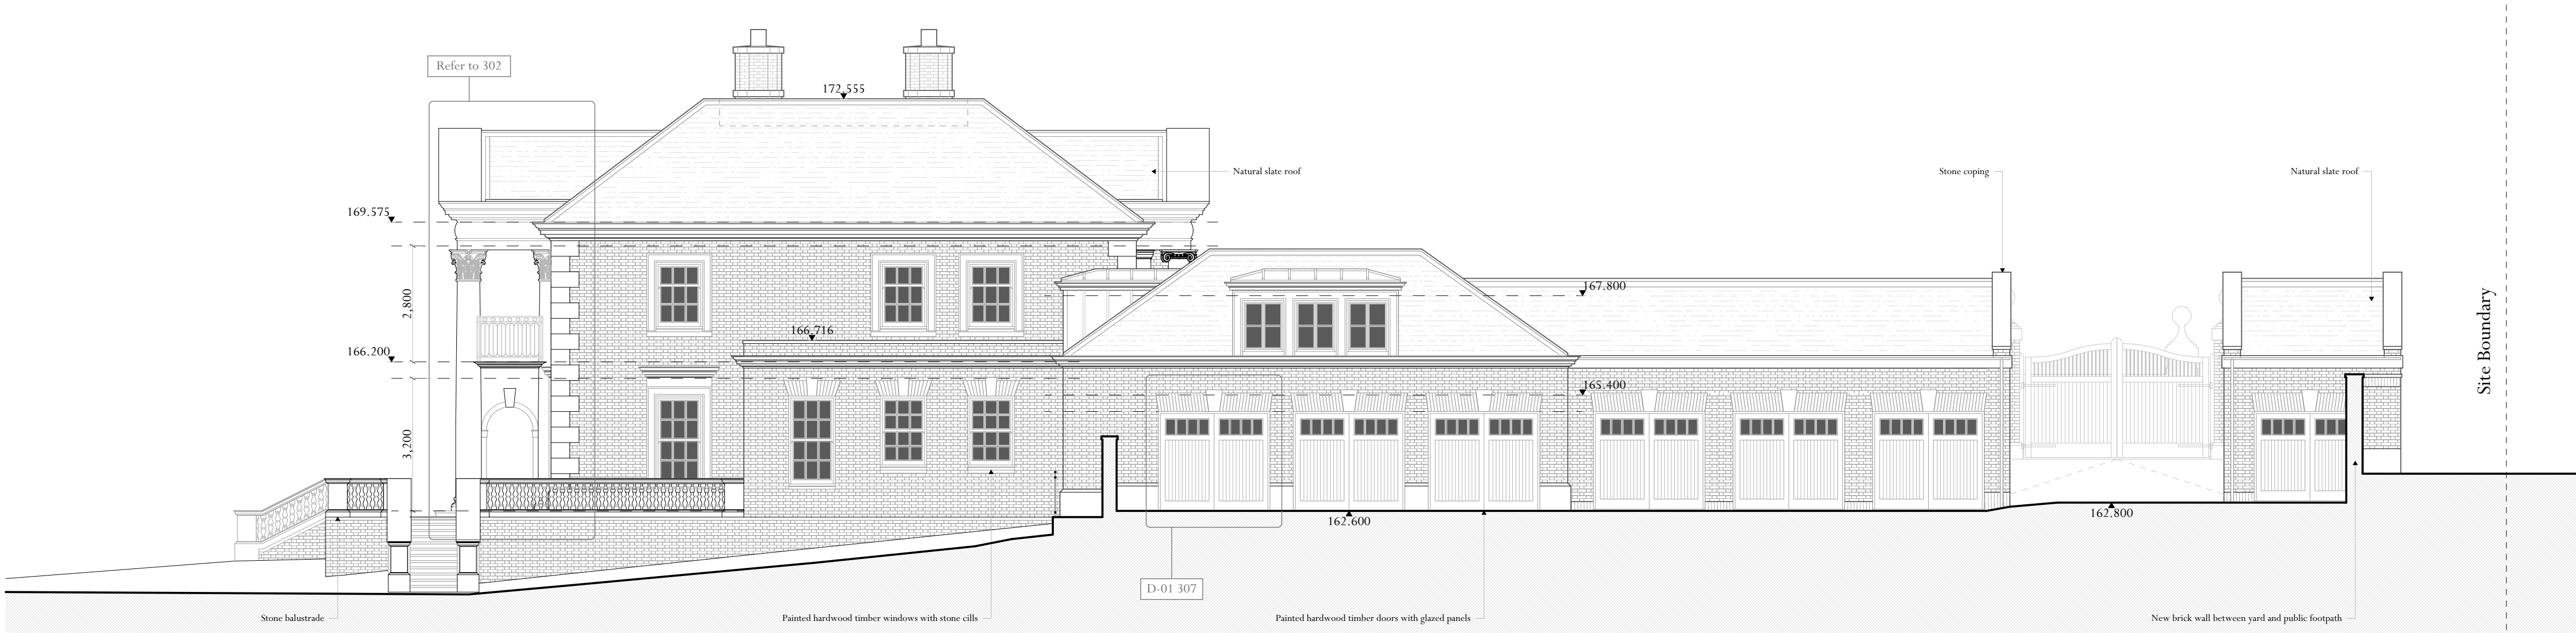 Refer to 302
172.555
Natural slate roof
Stone coping
Natural slate roof
169.575
2,800
167.800
Site Boundary
166.716
166.200
165.400
3,200
162.600
162.800
D-01 307
Stone balustrade
Painted hardwood timber windows with stone cills
Painted hardwood timber doors with glazed panels
New brick wall between yard and public footpath